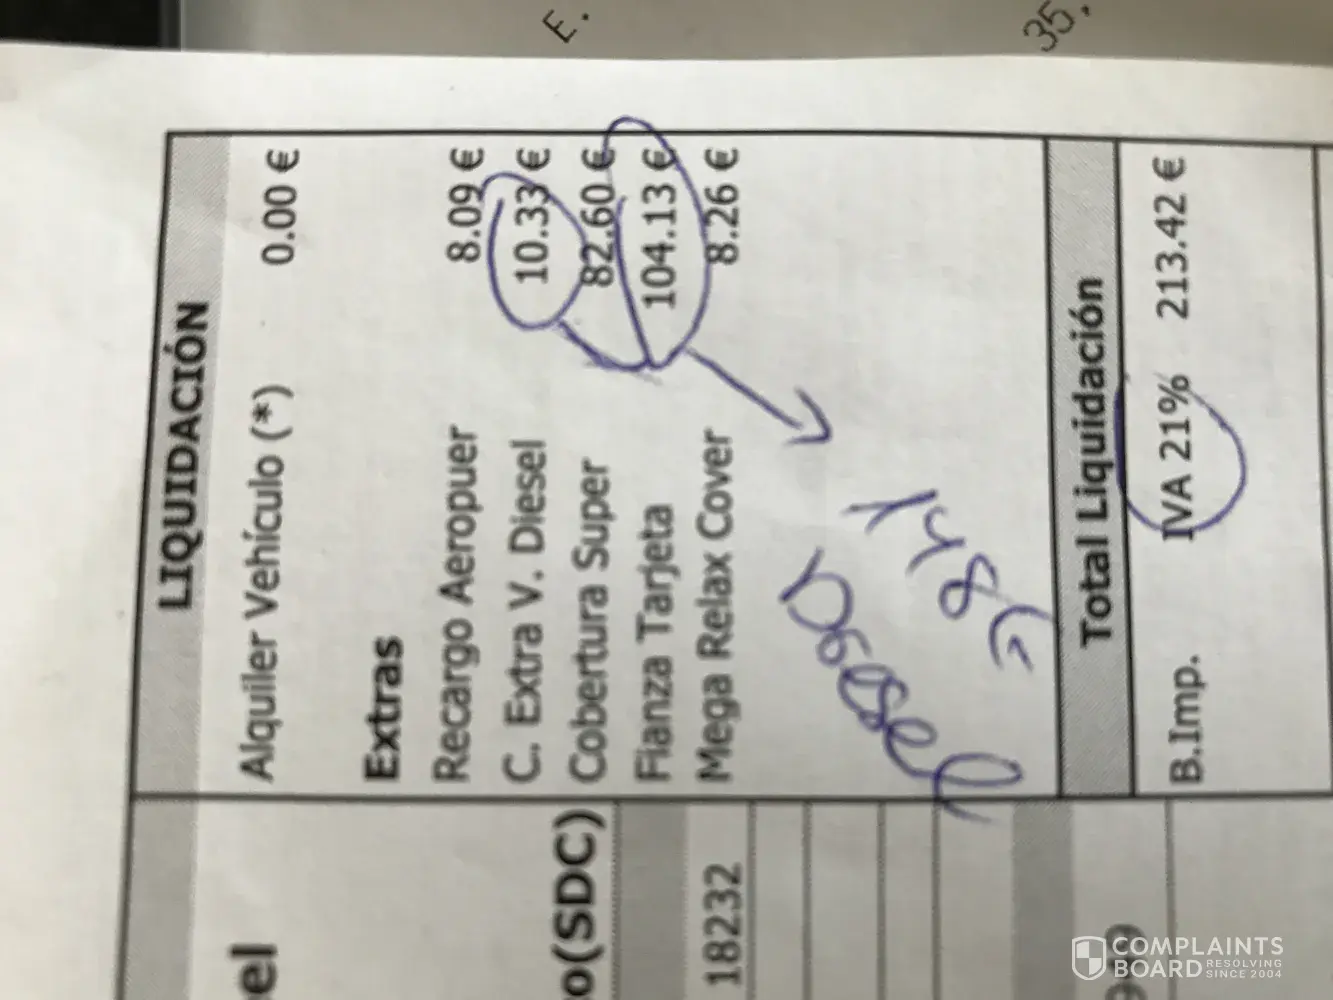 E.
35,
LIQUIDACIÓN
Alquiler Vehículo (*) 0.00 €
Extras
Recargo Aeropuer 8.09 €
C. Extra V. Diesel 10.33 €
Cobertura Super 82.60 €
Fianza Tarjeta 104.13 €
Mega Relax Cover 8.26 €
Diesel
148€
Total Liquidación
B.Imp. IVA 21% 213.42 €
el
o(SDC)
18232
COMPLAINTS
BOARD RESOLVING
SINCE 2004